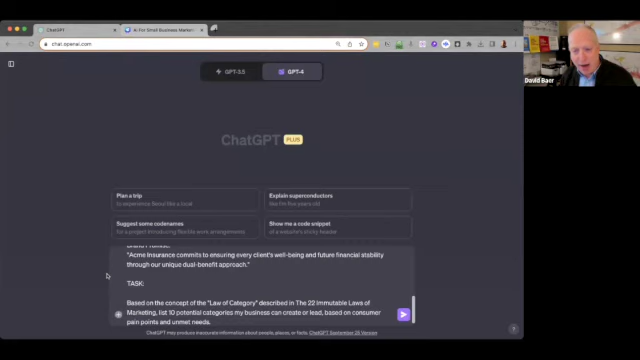 ChatGPT
AI For Small Business Marketing
chat.openai.com
GPT-3.5
GPT-4
David Baer
ChatGPT PLUS
Plan a trip
to experience Seoul like a local
Explain superconductors
like I'm five years old
Suggest some codenames
for a project introducing flexible work arrangements
Show me a code snippet
of a website's sticky header
"Acme Insurance commits to ensuring every client's well-being and future financial stability
through our unique dual-benefit approach."
TASK:
Based on the concept of the "Law of Category" described in The 22 Immutable Laws of
Marketing, list 10 potential categories my business can create or lead, based on consumer
pain points and unmet needs.
ChatGPT may produce inaccurate information about people, places, or facts. ChatGPT September 25 Version
?